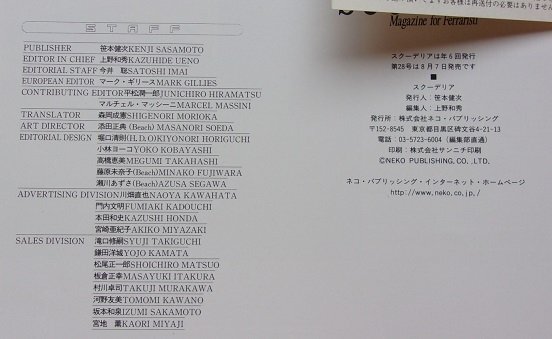 STAFF
PUBLISHER 笹本健次KENJI SASAMOTO
EDITOR IN CHIEF 上野和秀KAZUHIDE UENO
EDITORIAL STAFF 今井　聡SATOSHI IMAI
EUROPEAN EDITOR マーク・ギリースMARK GILLIES
CONTRIBUTING EDITOR 平松潤一郎JUNICHIRO HIRAMATSU
マルチェル・マッシーニMARCEL MASSINI
TRANSLATOR 森岡成憲SHIGENORI MORIOKA
ART DIRECTOR 添田正典 (Beach) MASANORI SOEDA
EDITORIAL DESIGN 堀口清則(H.D.O)KIYONORI HORIGUCHI
小林ヨーコYOKO KOBAYASHI
高橋恵美MEGUMI TAKAHASHI
藤原未奈子(Beach)MINAKO FUJIWARA
瀬川あずさ(Beach)AZUSA SEGAWA
ADVERTISING DIVISION 川畑直也NAOYA KAWAHATA
門内文明FUMIAKI KADOUCHI
本田和史KAZUSHI HONDA
宮崎亜紀子AKIKO MIYAZAKI
SALES DIVISION 滝口修嗣SYUJI TAKIGUCHI
鎌田洋城YOJO KAMATA
松尾正一郎SHOICHIRO MATSUO
板倉正幸MASAYUKI ITAKURA
村川卓司TAKUJI MURAKAWA
河野友美TOMOMI KAWANO
坂本和泉IZUMI SAKAMOTO
宮地　薫KAORI MIYAJI
お客様は再送付の必要はありません
Magazine for Ferraristi
スクーデリアは年6回発行
第28号は8月7日発売です
■
スクーデリア
発行人：笹本健次
編集人：上野和秀
発行所：株式会社ネコ・パブリッシング
〒152-8545　東京都目黒区碑文谷4-21-13
電話：03-5723-6004（編集部直通）
印刷：株式会社サンニチ印刷
©NEKO PUBLISHING.CO.,LTD.
ネコ・パブリッシング・インターネット・ホームページ
http://www.neko.co.jp./